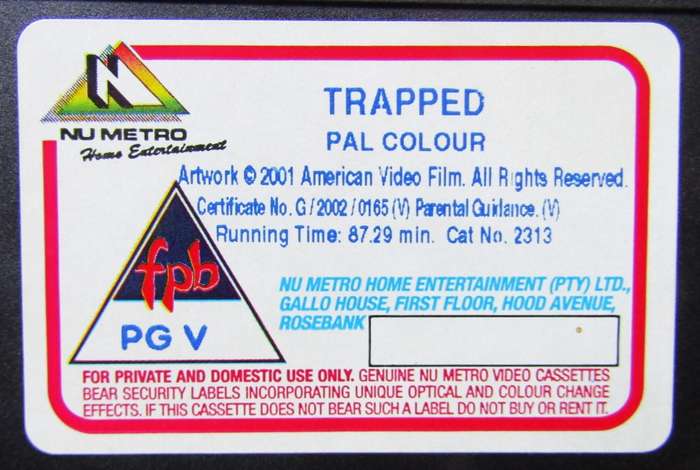 N
NU METRO
Home Entertainment
TRAPPED
PAL COLOUR
Artwork © 2001 American Video Film. All Rights Reserved.
Certificate No. G/2002/0165 (V) Parental Guidance. (V)
Running Time: 87.29 min. Cat No. 2313
fpb
PG V
NU METRO HOME ENTERTAINMENT (PTY) LTD.,
GALLO HOUSE, FIRST FLOOR, HOOD AVENUE,
ROSEBANK
FOR PRIVATE AND DOMESTIC USE ONLY. GENUINE NU METRO VIDEO CASSETTES
BEAR SECURITY LABELS INCORPORATING UNIQUE OPTICAL AND COLOUR CHANGE
EFFECTS. IF THIS CASSETTE DOES NOT BEAR SUCH A LABEL DO NOT BUY OR RENT IT.